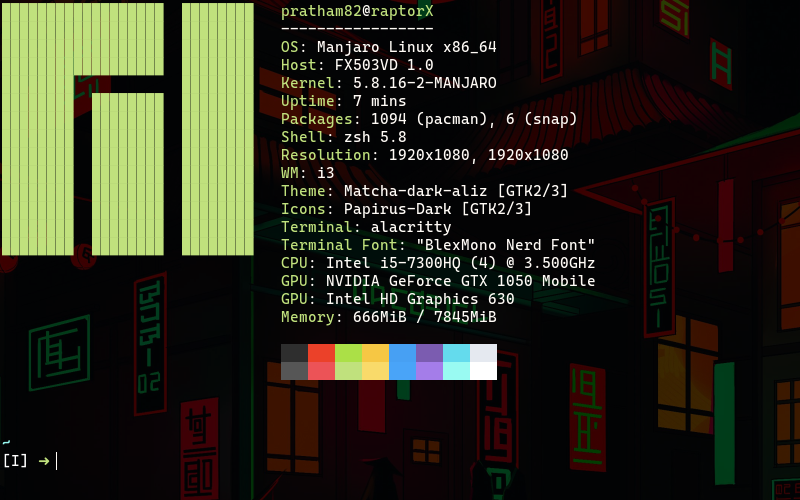 pratham82@raptorX
-----------------
OS: Manjaro Linux x86_64
Host: FX503VD 1.0
Kernel: 5.8.16-2-MANJARO
Uptime: 7 mins
Packages: 1094 (pacman), 6 (snap)
Shell: zsh 5.8
Resolution: 1920x1080, 1920x1080
WM: i3
Theme: Matcha-dark-aliz [GTK2/3]
Icons: Papirus-Dark [GTK2/3]
Terminal: alacritty
Terminal Font: "BlexMono Nerd Font"
CPU: Intel i5-7300HQ (4) @ 3.500GHz
GPU: NVIDIA GeForce GTX 1050 Mobile
GPU: Intel HD Graphics 630
Memory: 666MiB / 7845MiB
~
[I] ➜